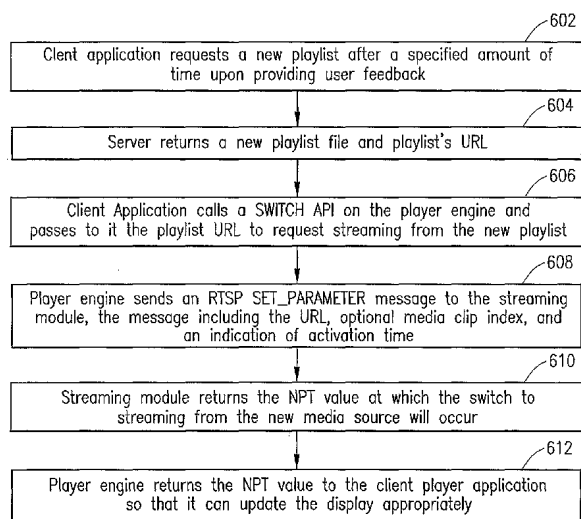 602
Clent application requests a new playlist after a specified amount of
time upon providing user feedback
604
Server returns a new playlist file and playlist's URL
606
Client Application calls a SWITCH API on the player engine and
passes to it the playlist URL to request streaming from the new playlist
608
Player engine sends an RTSP SET_PARAMETER message to the streaming
module, the message including the URL, optional media clip index, and
an indication of activation time
610
Streaming module returns the NPT value at which the switch to
streaming from the new media source will occur
612
Player engine returns the NPT value to the client player application
so that it can update the display appropriately